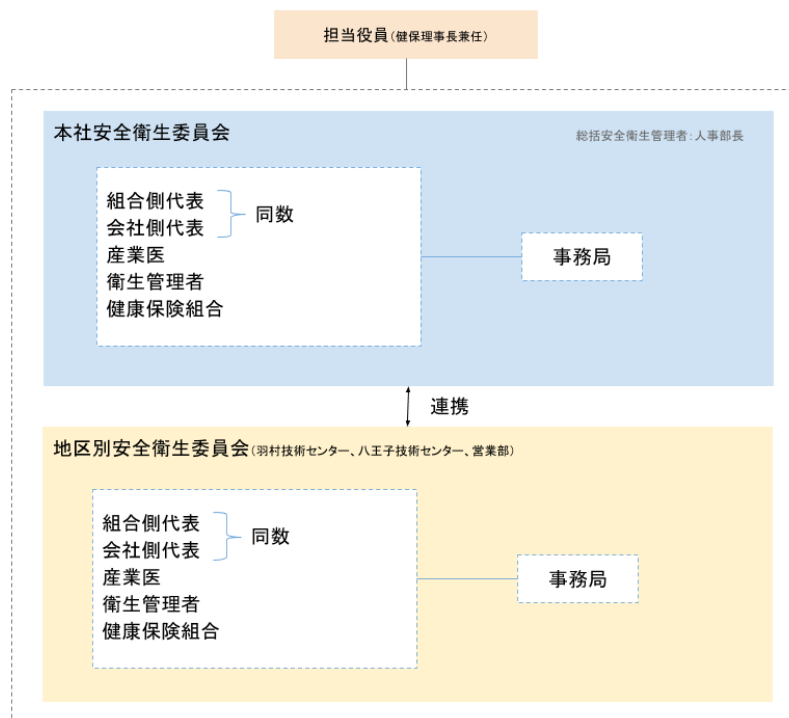 担当役員(健保理事長兼任)
本社安全衛生委員会
総括安全衛生管理者:人事部長
組合側代表
会社側代表
同数
産業医
衛生管理者
健康保険組合
事務局
連携
地区別安全衛生委員会(羽村技術センター、八王子技術センター、営業部)
組合側代表
会社側代表
同数
産業医
衛生管理者
健康保険組合
事務局